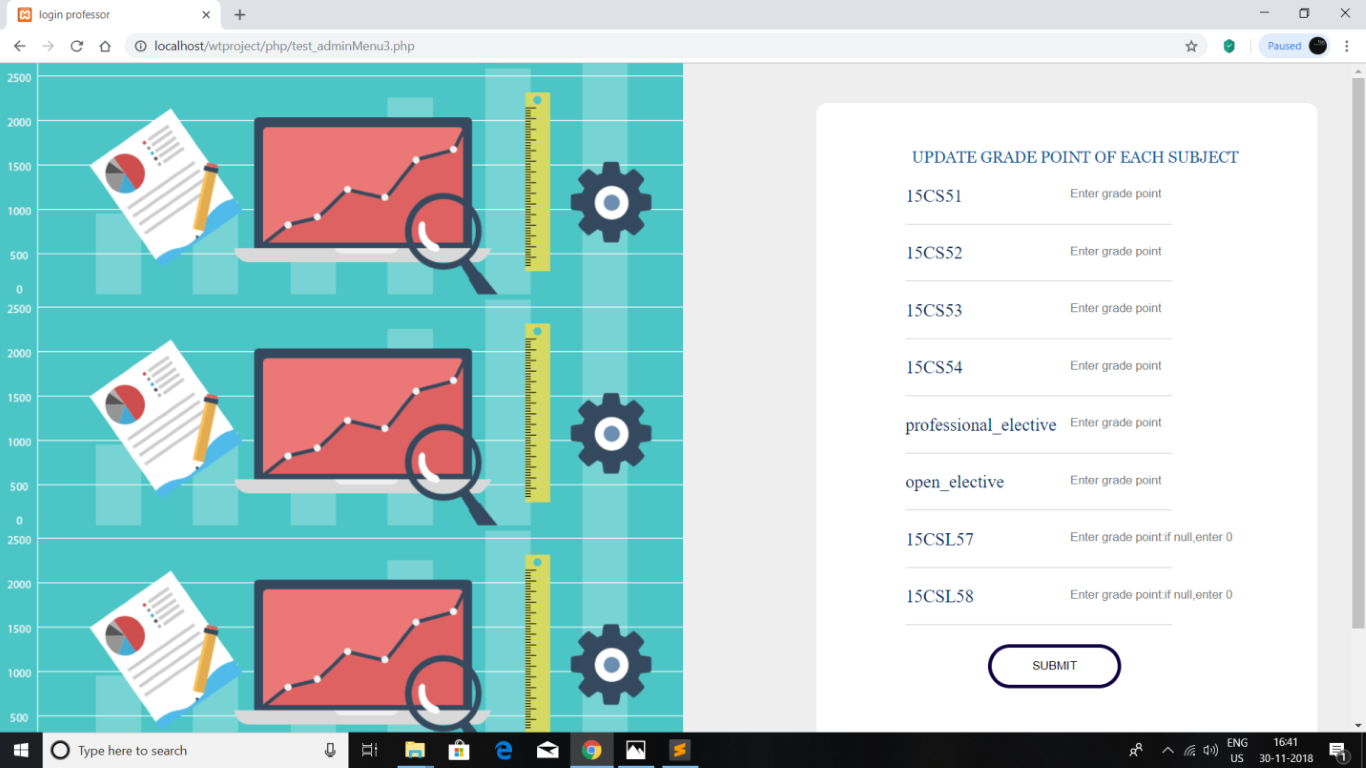 login professor
localhost/wtproject/php/test_adminMenu3.php
Paused
2500
2000
1500
1000
500
0
2500
2000
1500
1000
500
0
2500
2000
1500
1000
500
UPDATE GRADE POINT OF EACH SUBJECT
15CS51 Enter grade point
15CS52 Enter grade point
15CS53 Enter grade point
15CS54 Enter grade point
professional_elective Enter grade point
open_elective Enter grade point
15CSL57 Enter grade point:if null,enter 0
15CSL58 Enter grade point:if null,enter 0
SUBMIT
Type here to search
ENG
US
16:41
30-11-2018
1